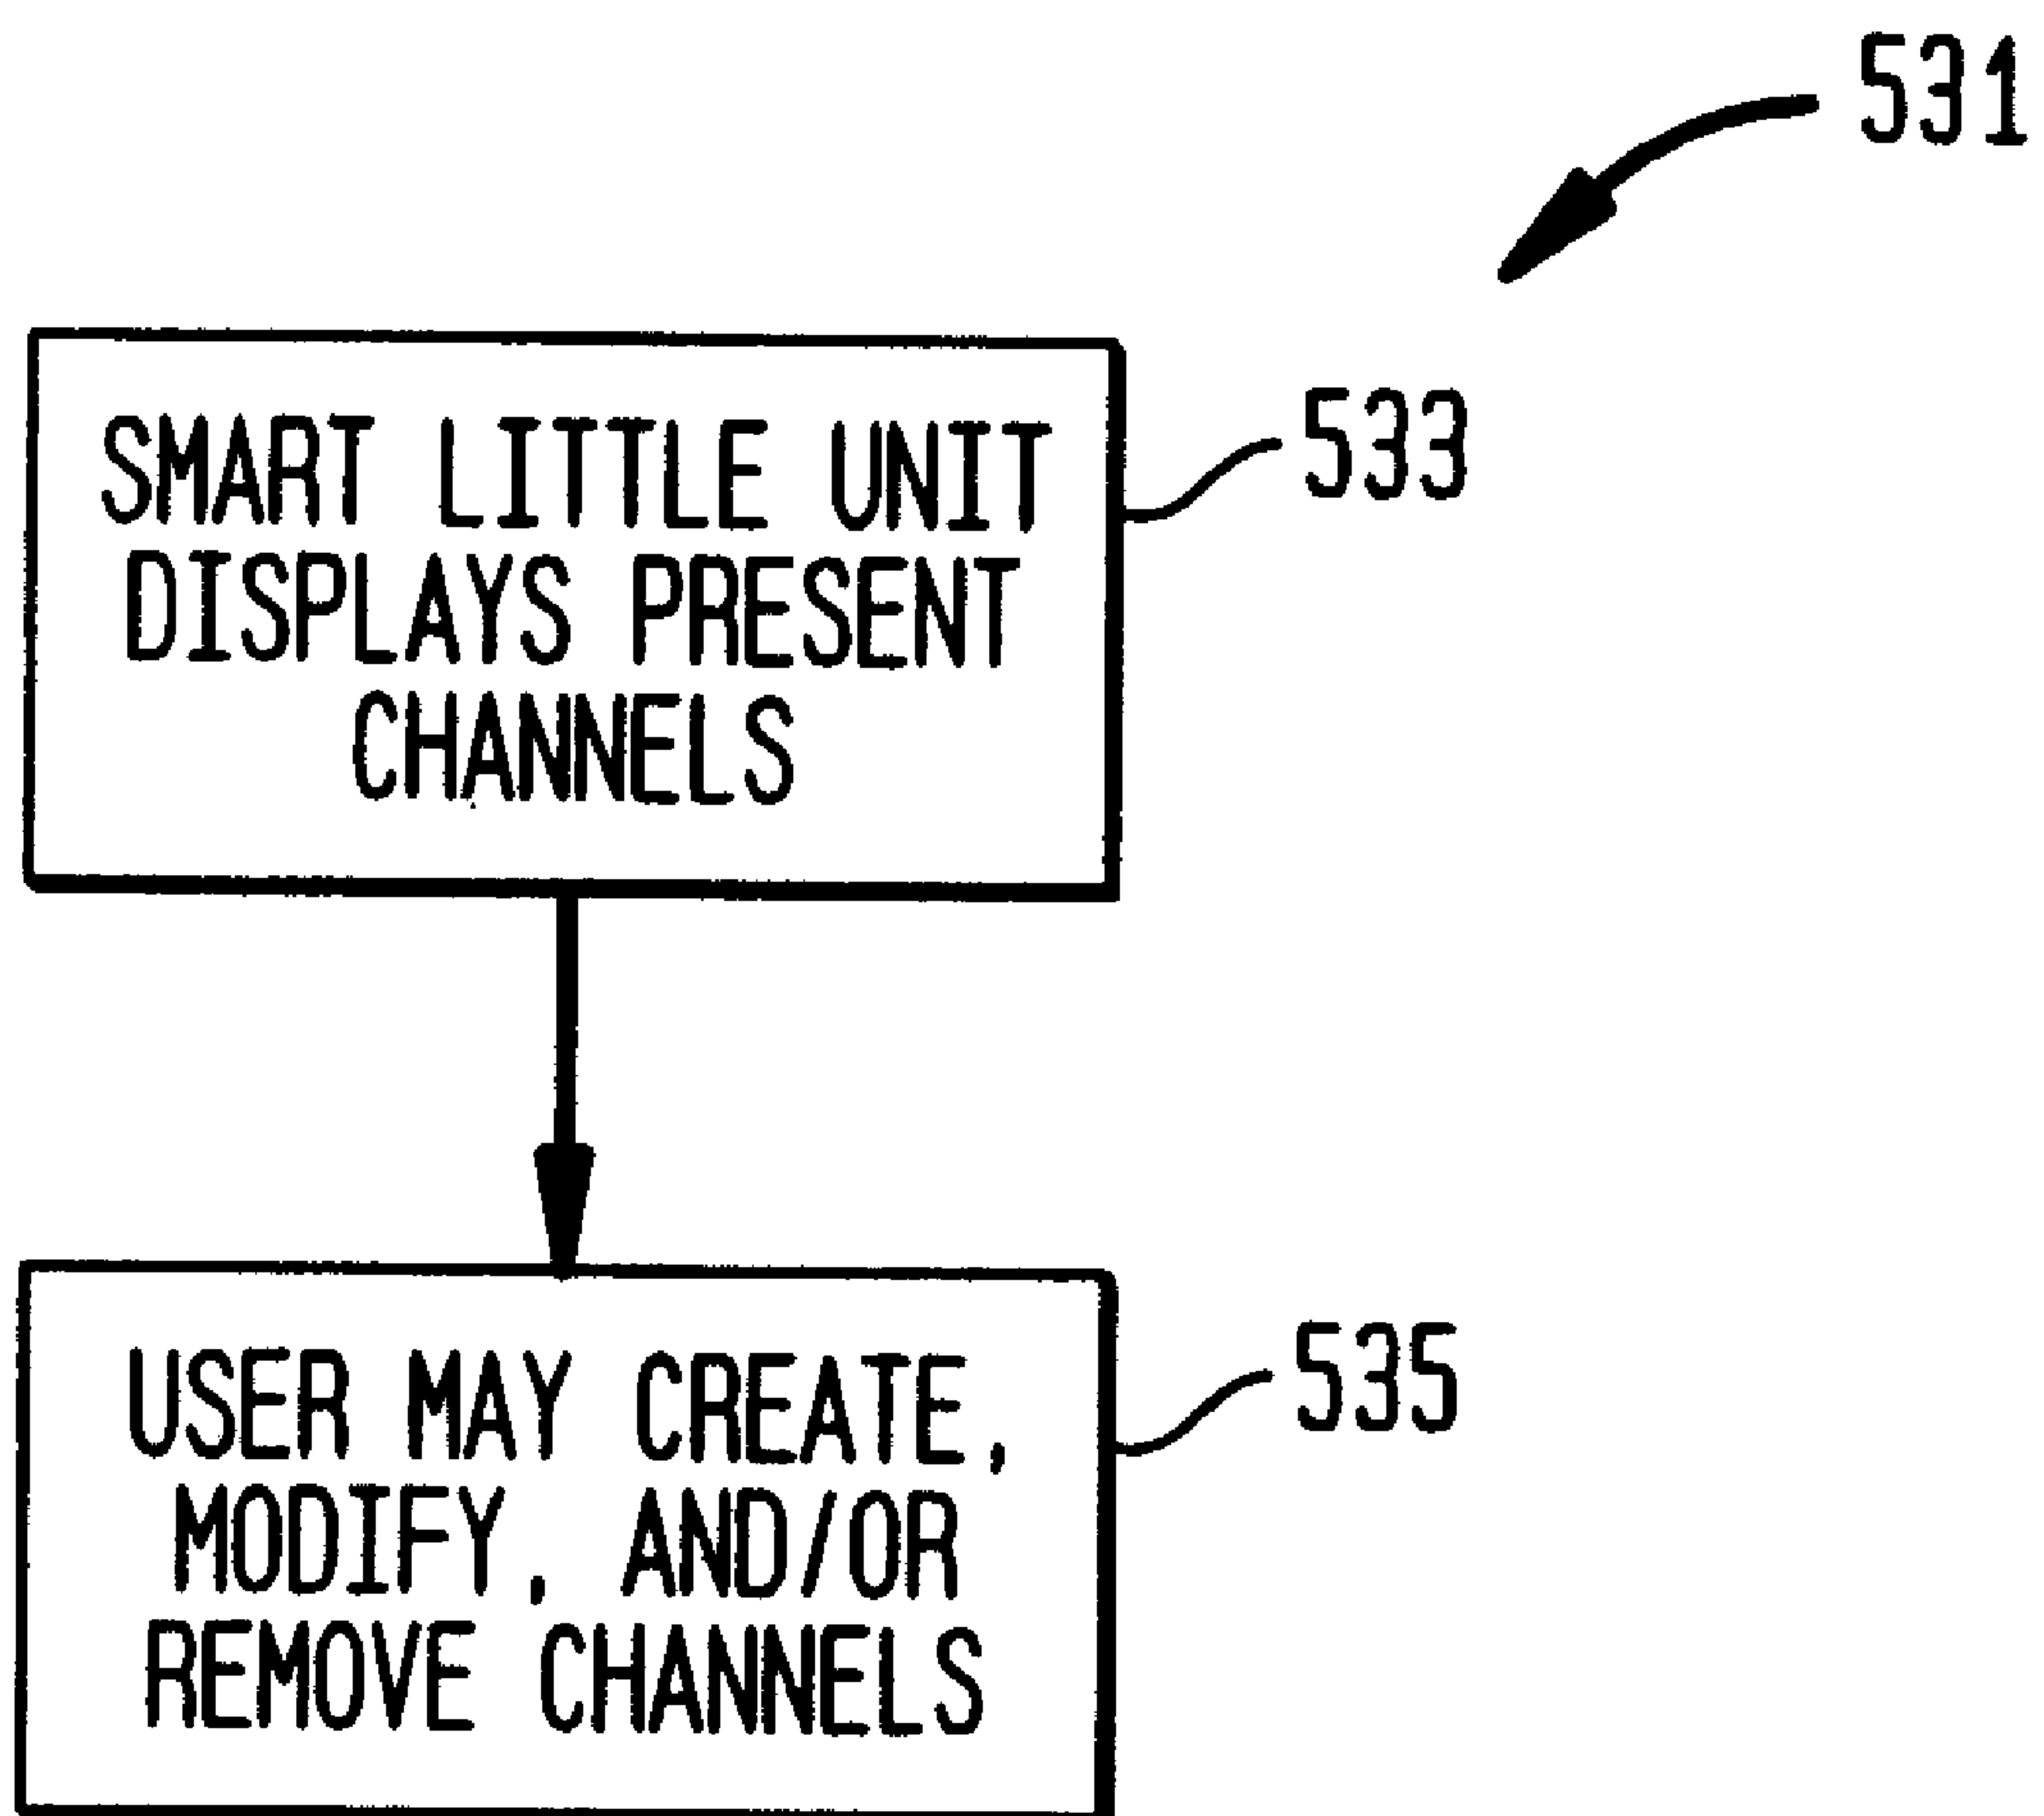 531
SMART LITTLE UNIT
DISPLAYS PRESENT
CHANNELS
533
USER MAY CREATE,
MODIFY, AND/OR
REMOVE CHANNELS
535